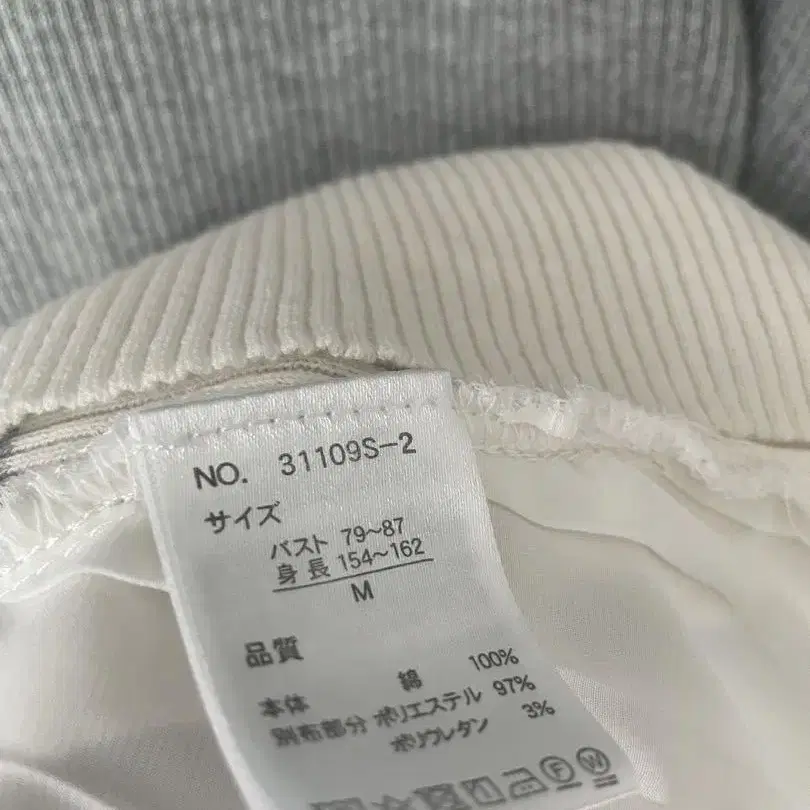 NO. 31109S-2
サイズ
バスト 79~87
身長 154~162
M
品質
本体 綿 100%
別布部分 ポリエステル 97%
ポリウレタン 3%
F W